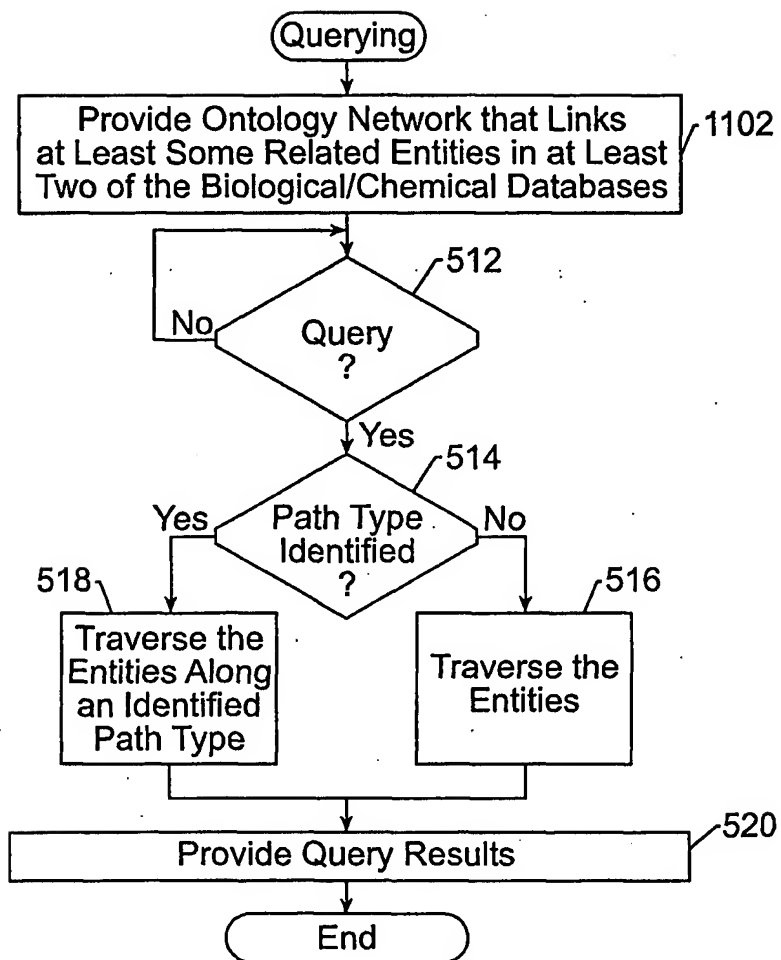 Querying
Provide Ontology Network that Links
at Least Some Related Entities in at Least
Two of the Biological/Chemical Databases
1102
512
No
Query
?
Yes
514
Yes
Path Type
Identified
?
No
518
516
Traverse the
Entities Along
an Identified
Path Type
Traverse the
Entities
520
Provide Query Results
End